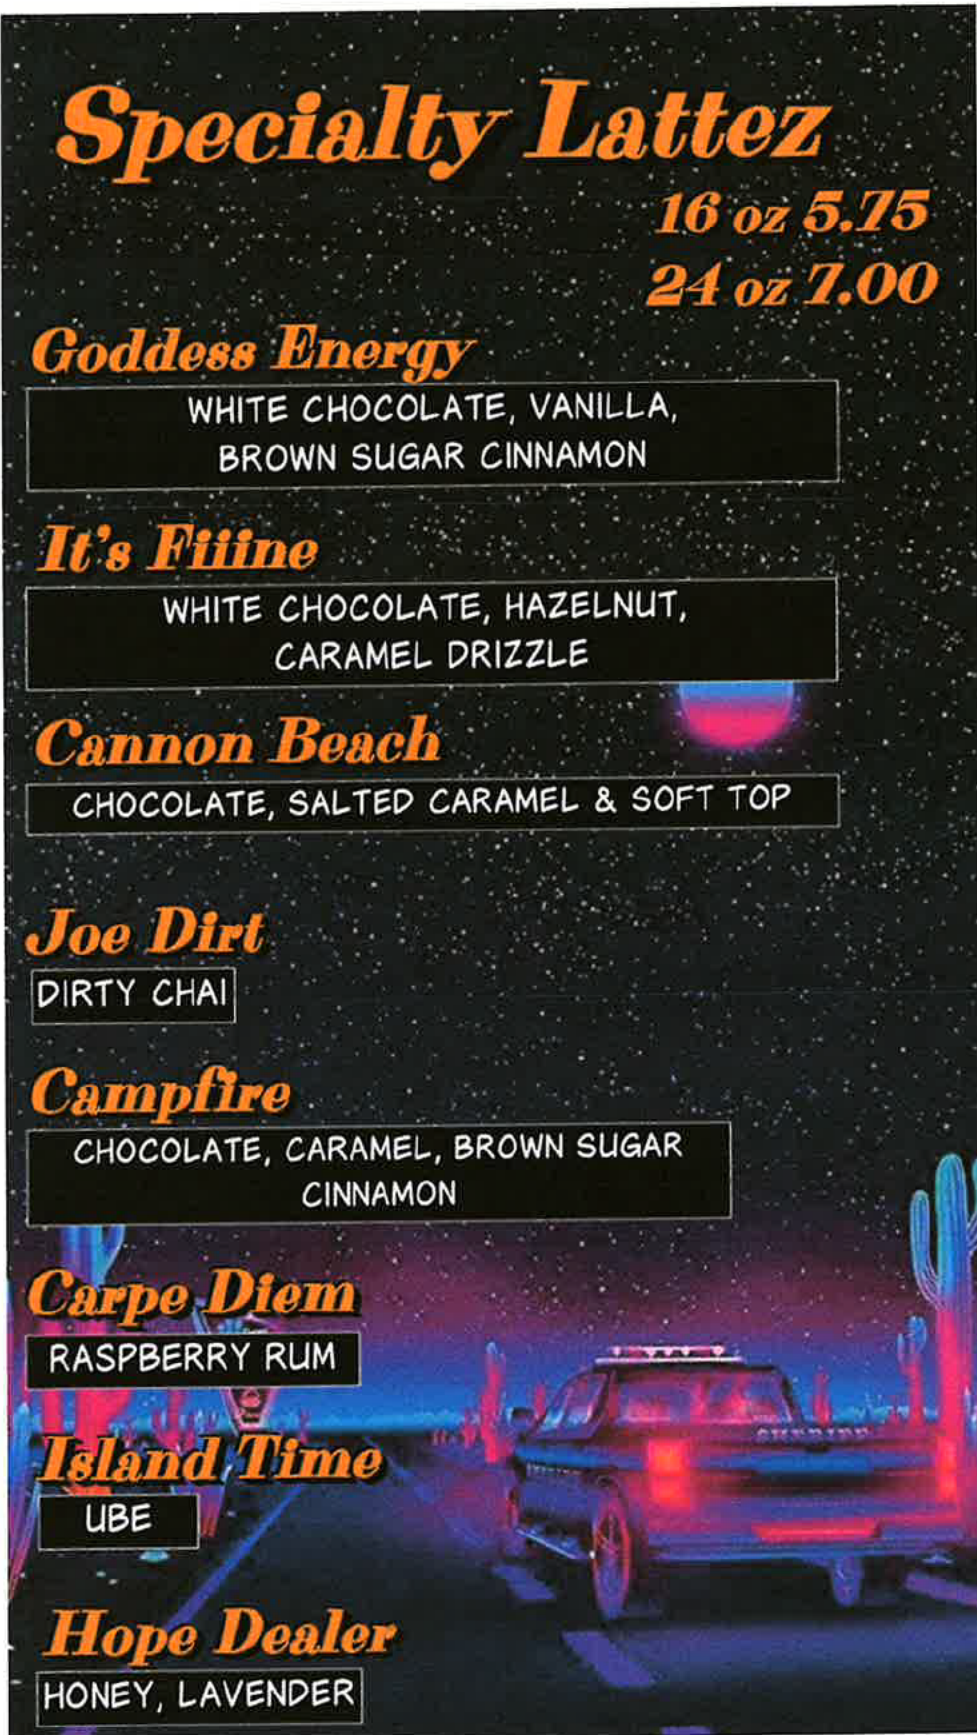 Specialty Lattez
16 oz 5.75
24 oz 7.00
Goddess Energy
WHITE CHOCOLATE, VANILLA,
BROWN SUGAR CINNAMON
It's Fiiine
WHITE CHOCOLATE, HAZELNUT,
CARAMEL DRIZZLE
Cannon Beach
CHOCOLATE, SALTED CARAMEL & SOFT TOP
Joe Dirt
DIRTY CHAI
Campfire
CHOCOLATE, CARAMEL, BROWN SUGAR
CINNAMON
Carpe Diem
RASPBERRY RUM
Island Time
UBE
Hope Dealer
HONEY, LAVENDER
SHERIFF